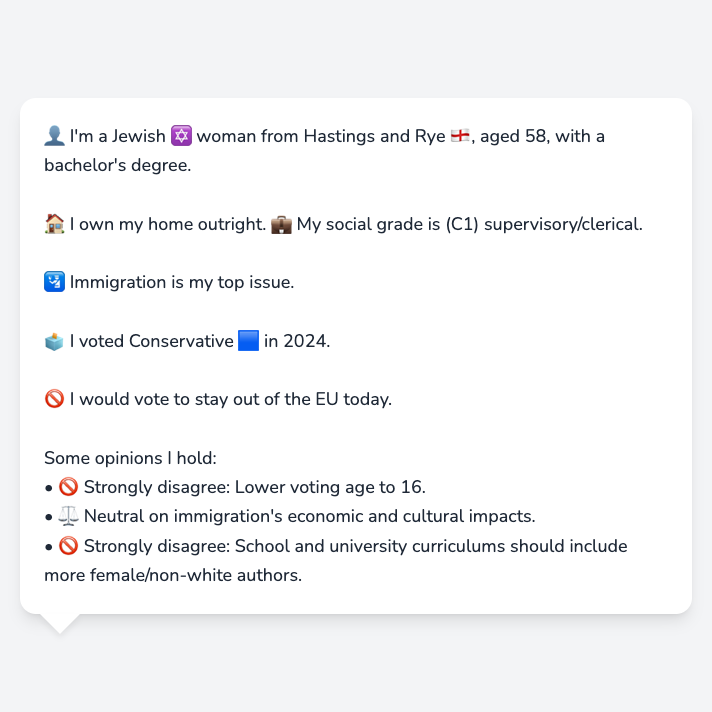 👤 I'm a Jewish ✡️ woman from Hastings and Rye 🏴󠁧󠁢󠁥󠁮󠁧󠁿, aged 58, with a
bachelor's degree.
🏠 I own my home outright. 💼 My social grade is (C1) supervisory/clerical.
🛂 Immigration is my top issue.
🗳️ I voted Conservative 🟦 in 2024.
🚫 I would vote to stay out of the EU today.
Some opinions I hold:
• 🚫 Strongly disagree: Lower voting age to 16.
• ⚖️ Neutral on immigration's economic and cultural impacts.
• 🚫 Strongly disagree: School and university curriculums should include
more female/non-white authors.